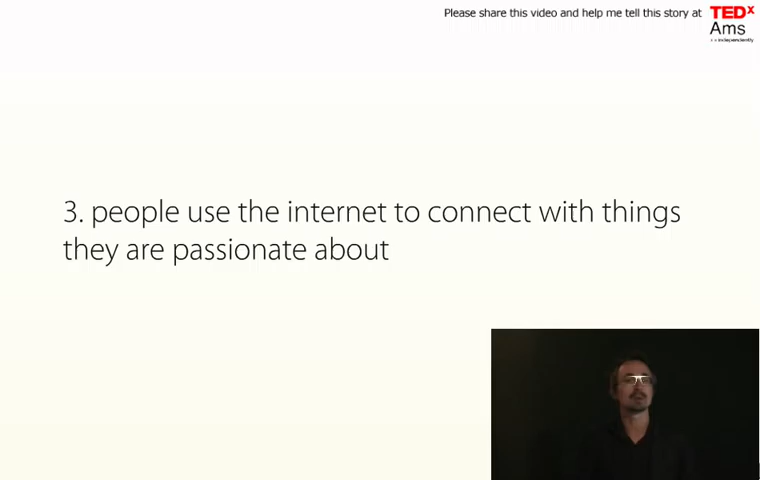 Please share this video and help me tell this story at
TEDx
Ams
3. people use the internet to connect with things
they are passionate about